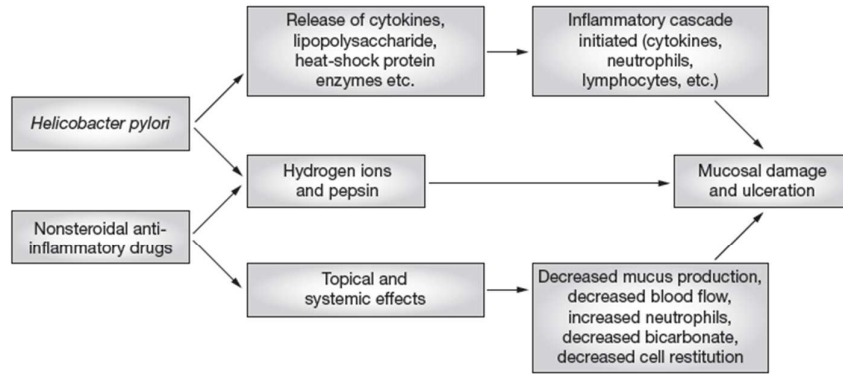 Release of cytokines,
lipopolysaccharide,
heat-shock protein
enzymes etc.
Inflammatory cascade
initiated (cytokines,
neutrophils,
lymphocytes, etc.)
Helicobacter pylori
Hydrogen ions
and pepsin
Mucosal damage
and ulceration
Nonsteroidal anti-
inflammatory drugs
Topical and
systemic effects
Decreased mucus production,
decreased blood flow,
increased neutrophils,
decreased bicarbonate,
decreased cell restitution